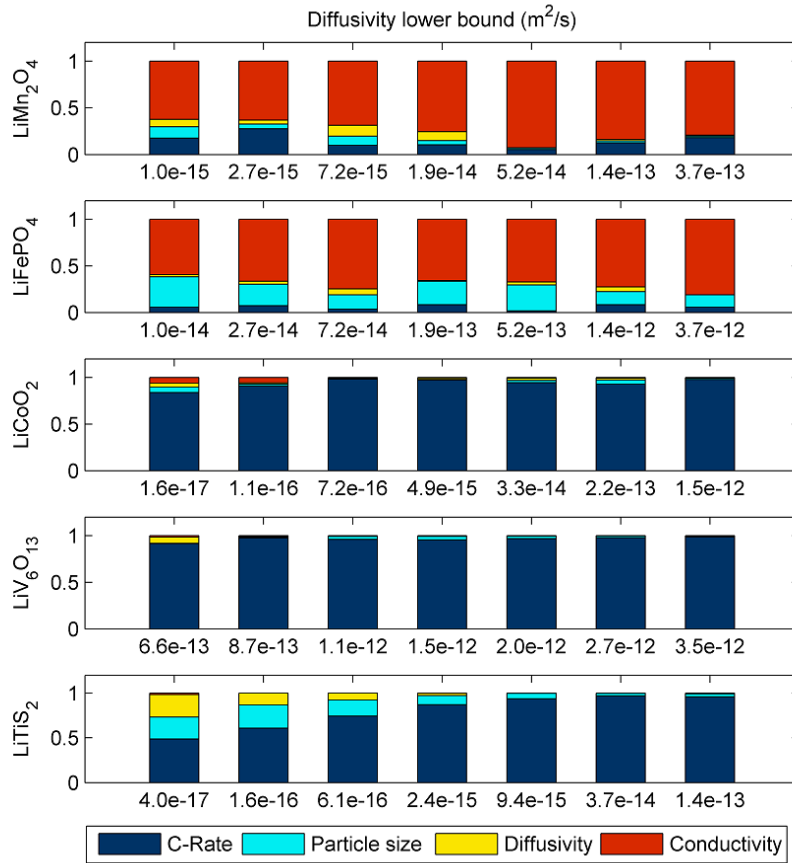 Diffusivity lower bound (m²/s)
LiMn₂O₄
1
0.5
0
1.0e-15 2.7e-15 7.2e-15 1.9e-14 5.2e-14 1.4e-13 3.7e-13
LiFePO₄
1
0.5
0
1.0e-14 2.7e-14 7.2e-14 1.9e-13 5.2e-13 1.4e-12 3.7e-12
LiCoO₂
1
0.5
0
1.6e-17 1.1e-16 7.2e-16 4.9e-15 3.3e-14 2.2e-13 1.5e-12
LiV₆O₁₃
1
0.5
0
6.6e-13 8.7e-13 1.1e-12 1.5e-12 2.0e-12 2.7e-12 3.5e-12
LiTiS₂
1
0.5
0
4.0e-17 1.6e-16 6.1e-16 2.4e-15 9.4e-15 3.7e-14 1.4e-13
C-Rate Particle size Diffusivity Conductivity